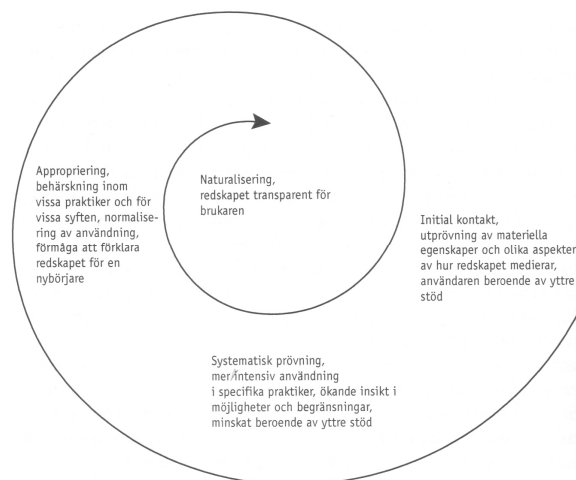 Appropriering,
behärskning inom
vissa praktiker och för
vissa syften, normalise-
ring av användning,
förmåga att förklara
redskapet för en
nybörjare
Naturalisering,
redskapet transparent för
brukaren
Initial kontakt,
utprövning av materiella
egenskaper och olika aspekter
av hur redskapet medierar,
användaren beroende av yttre
stöd
Systematisk prövning,
mer intensiv användning
i specifika praktiker, ökande insikt i
möjligheter och begränsningar,
minskat beroende av yttre stöd